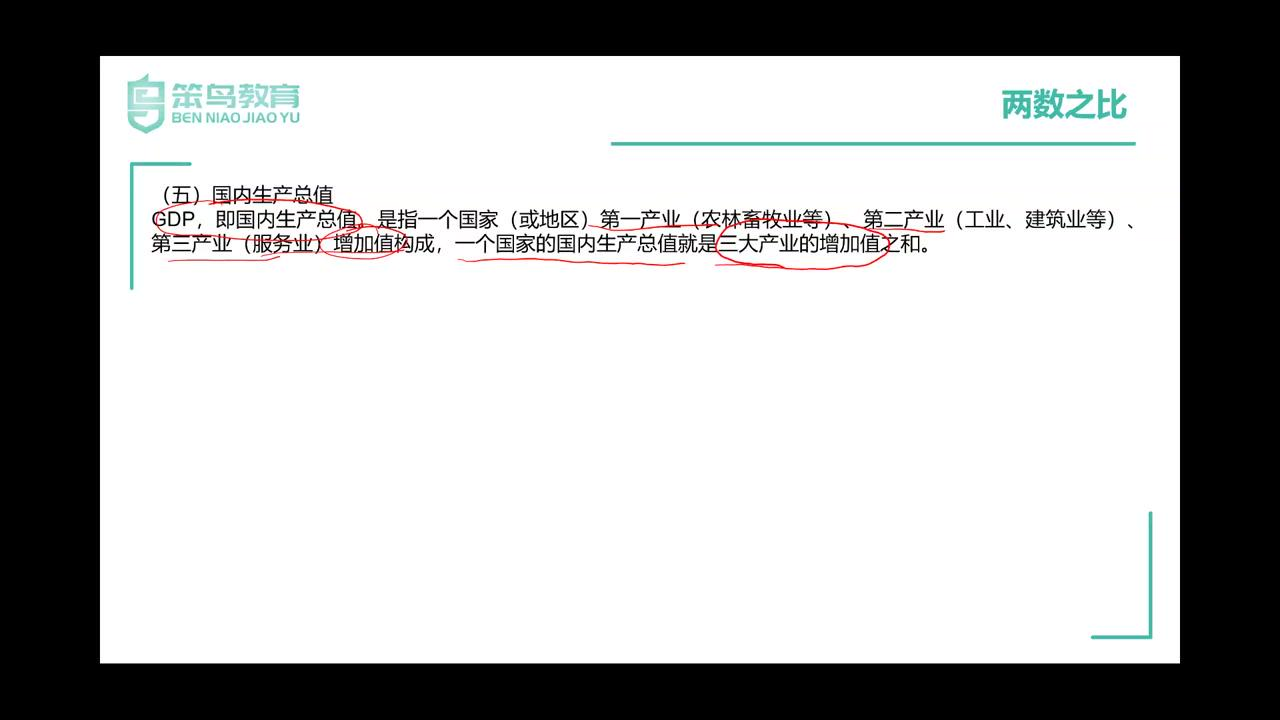 笨鸟教育
BEN NIAO JIAO YU
两数之比
（五）国内生产总值
GDP，即国内生产总值，是指一个国家（或地区）第一产业（农林畜牧业等）、第二产业（工业、建筑业等）、
第三产业（服务业）增加值构成，一个国家的国内生产总值就是三大产业的增加值之和。